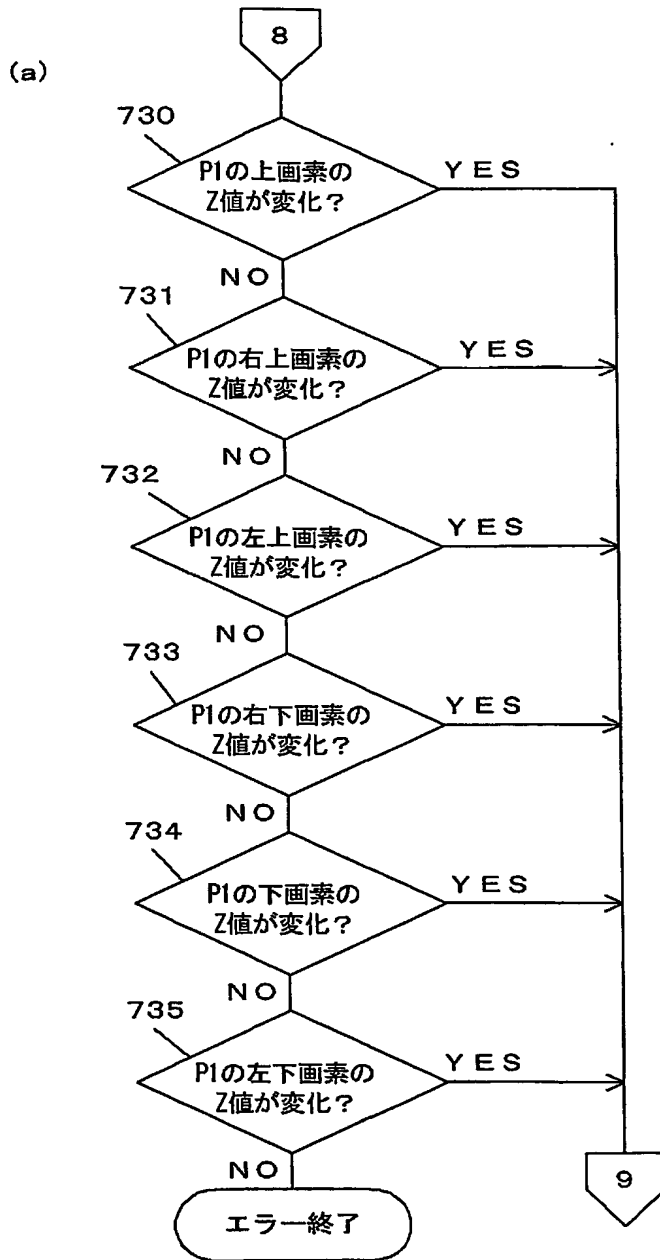 (a)
8
730
P1の上画素の
Z値が変化?
YES
NO
731
P1の右上画素の
Z値が変化?
YES
NO
732
P1の左上画素の
Z値が変化?
YES
NO
733
P1の右下画素の
Z値が変化?
YES
NO
734
P1の下画素の
Z値が変化?
YES
NO
735
P1の左下画素の
Z値が変化?
YES
NO
9
エラー終了